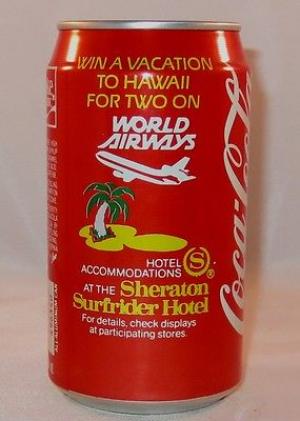 WIN A VACATION
TO HAWAII
FOR TWO ON
WORLD
AIRWAYS
HOTEL
ACCOMMODATIONS S®
AT THE Sheraton
Surfrider Hotel
For details, check displays
at participating stores.
Coca-Cola